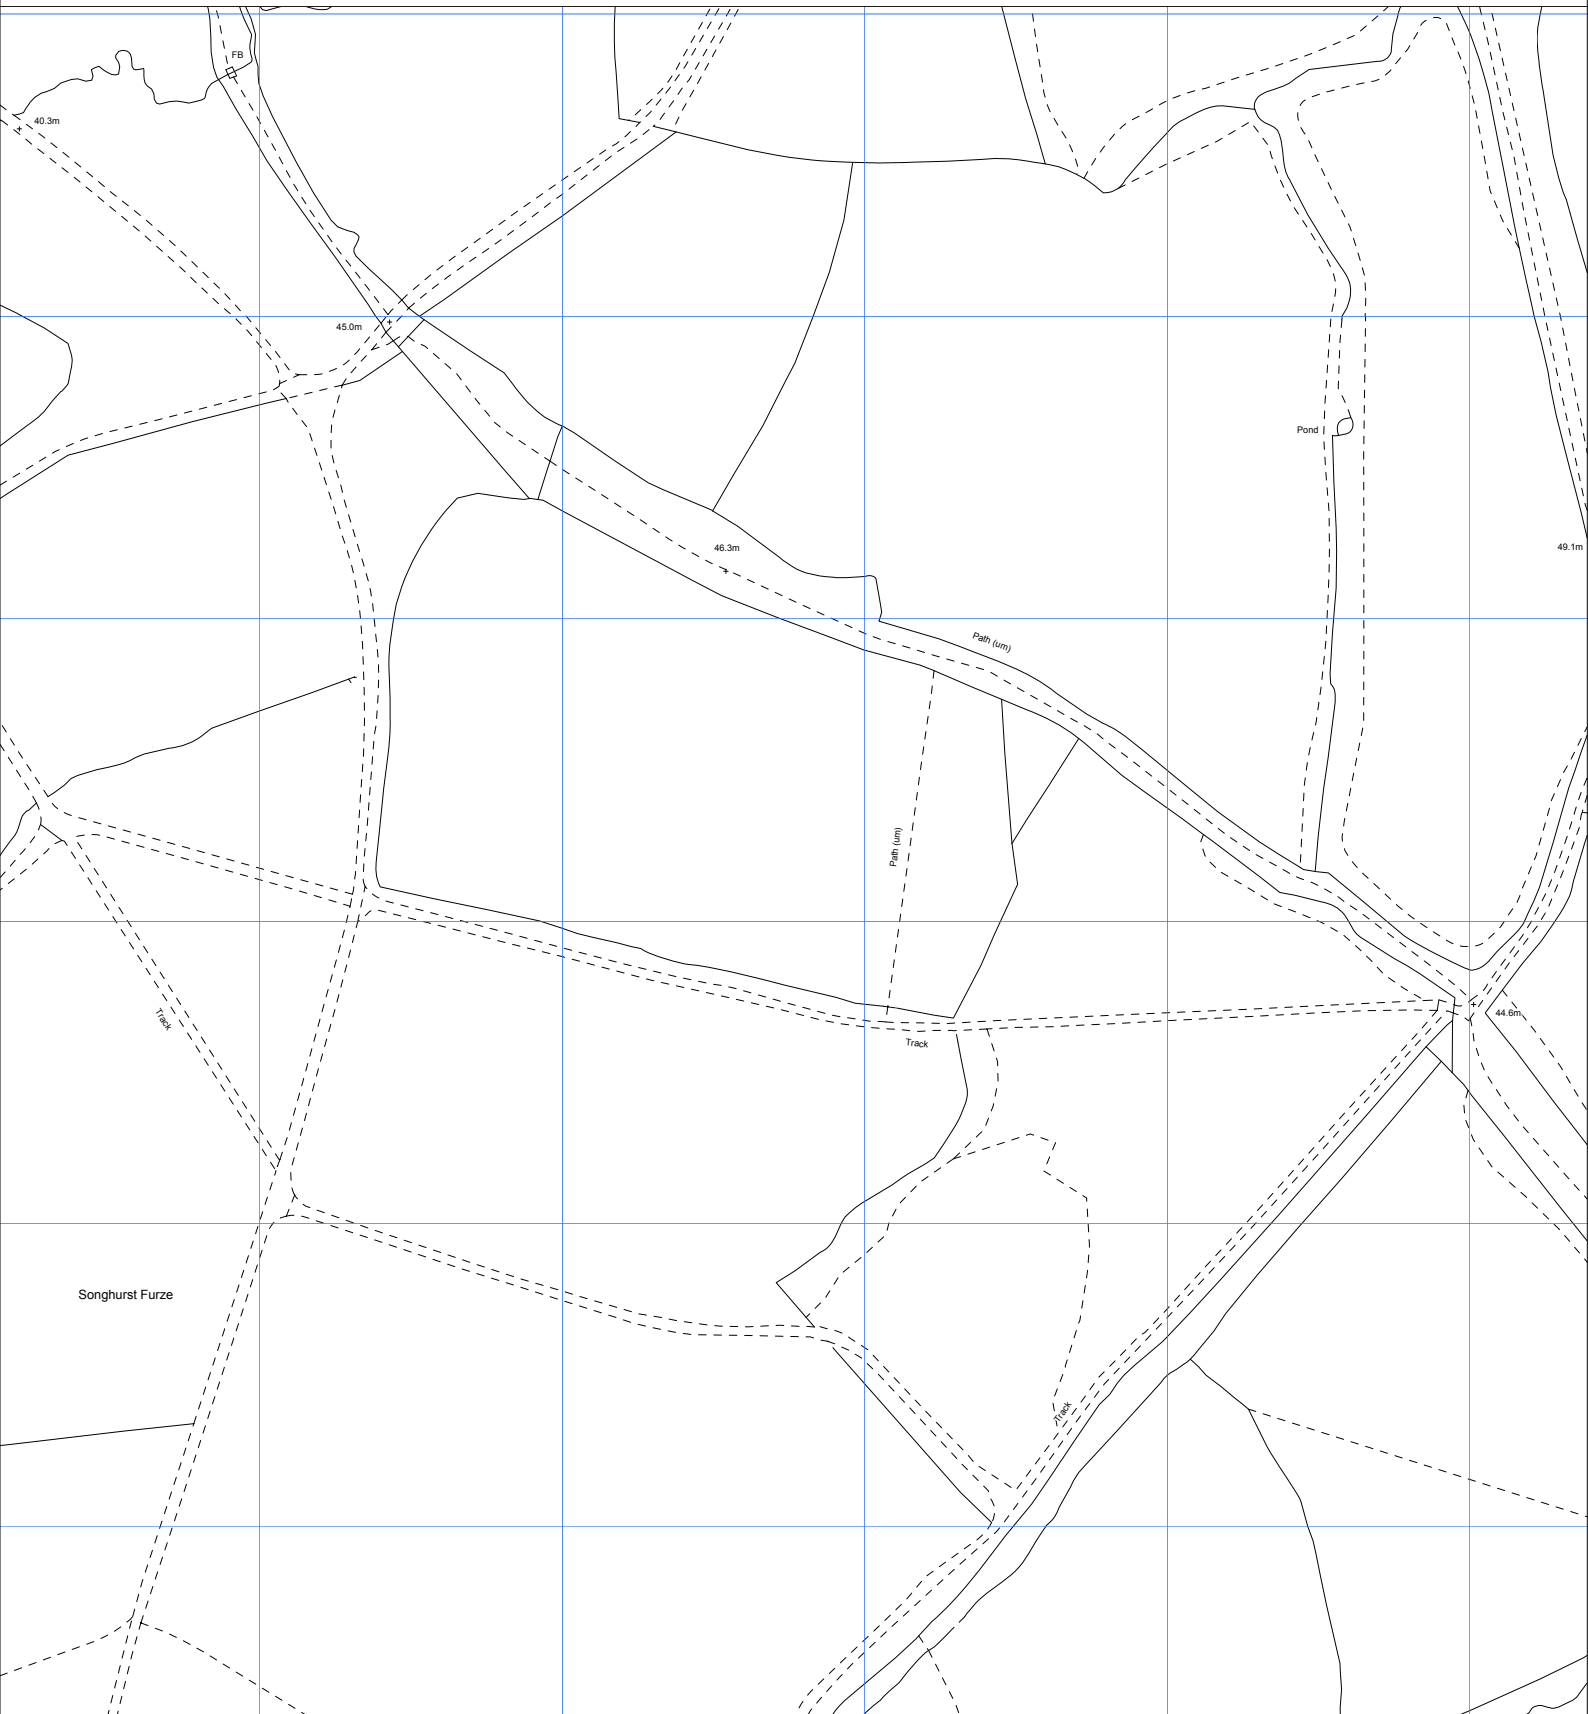 FB
40.3m
45.0m
Pond
46.3m
49.1m
Path (um)
Path (um)
Track
44.6m
Track
Songhurst Furze
Track